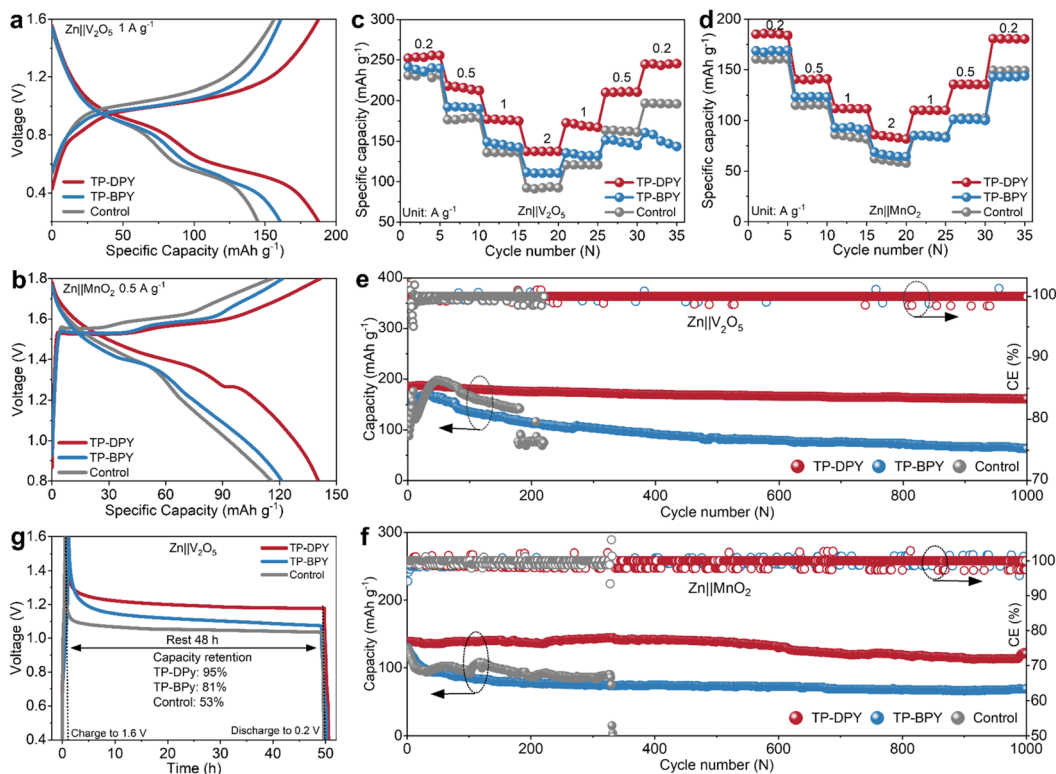 a
Zn||V2O5 1 A g-1
Voltage (V)
1.6
1.2
0.8
0.4
TP-DPY
TP-BPY
Control
0 50 100 150 200
Specific Capacity (mAh g-1)
c
Specific capacity (mAh g-1)
300
250
200
150
100
50
0.2
0.5
1
2
1
0.5
0.2
TP-DPY
TP-BPY
Control
Unit: A g-1
Zn||V2O5
0 5 10 15 20 25 30 35
Cycle number (N)
d
Specific capacity (mAh g-1)
200
150
100
50
0
0.2
0.5
1
2
1
0.5
0.2
TP-DPY
TP-BPY
Control
Unit: A g-1
Zn||MnO2
0 5 10 15 20 25 30 35
Cycle number (N)
b
Zn||MnO2 0.5 A g-1
Voltage (V)
1.8
1.6
1.4
1.2
1.0
0.8
TP-DPY
TP-BPY
Control
0 30 60 90 120 150
Specific Capacity (mAh g-1)
e
Capacity (mAh g-1)
400
300
200
100
0
Zn||V2O5
TP-DPY TP-BPY Control
100
95
90
85
80
75
70
CE (%)
0 200 400 600 800 1000
Cycle number (N)
g
Zn||V2O5
Voltage (V)
1.6
1.4
1.2
1.0
0.8
0.6
0.4
TP-DPY
TP-BPY
Control
Rest 48 h
Capacity retention
TP-DPy: 95%
TP-BPy: 81%
Control: 53%
Charge to 1.6 V
Discharge to 0.2 V
0 10 20 30 40 50
Time (h)
f
Capacity (mAh g-1)
300
200
100
0
Zn||MnO2
TP-DPY TP-BPY Control
100
90
80
70
60
50
CE (%)
0 200 400 600 800 1000
Cycle number (N)